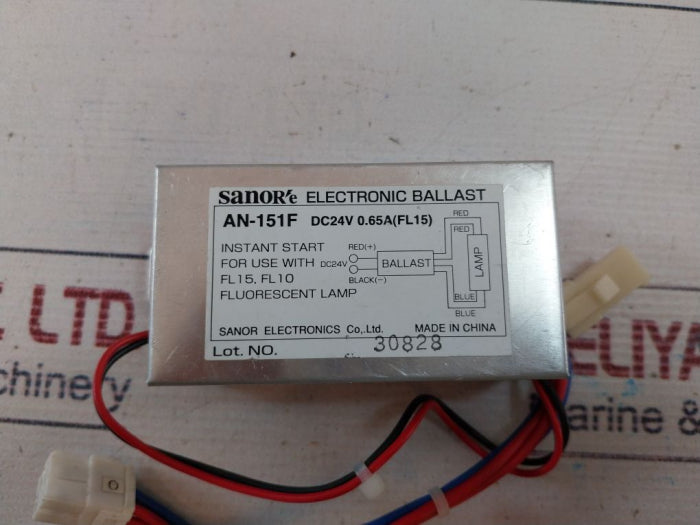 sanoR'e ELECTRONIC BALLAST
AN-151F DC24V 0.65A(FL15)
INSTANT START
FOR USE WITH
FL15, FL10
FLUORESCENT LAMP
RED(+)
DC24V
BLACK(−)
BALLAST
RED
RED
LAMP
BLUE
BLUE
SANOR ELECTRONICS Co,.Ltd. MADE IN CHINA
Lot. NO. 30828
LTD
chinery
ELIYA
arine &